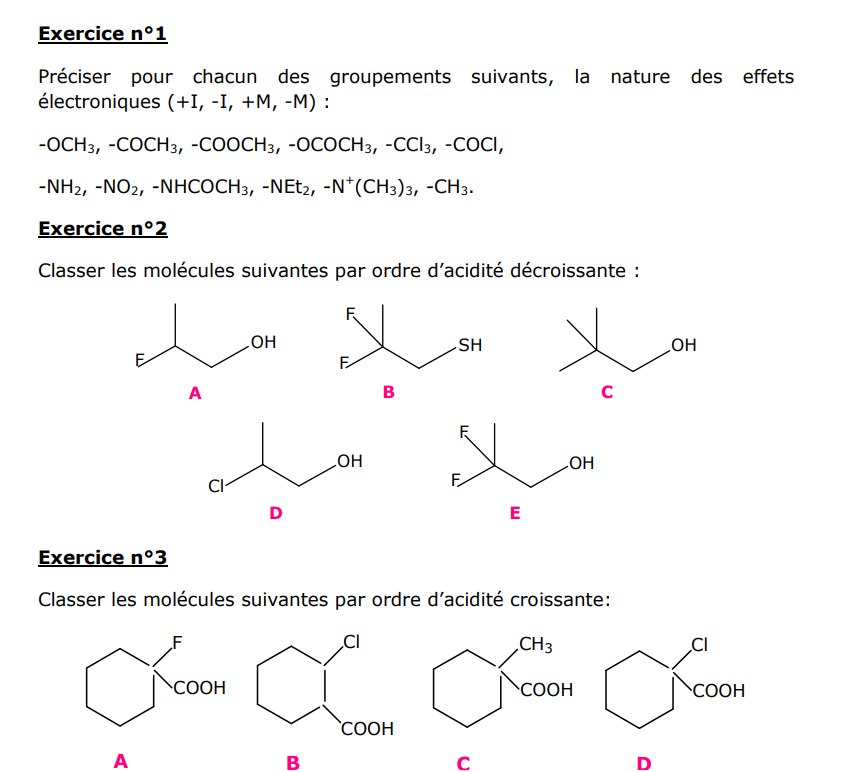 Exercice n°1
Préciser pour chacun des groupements suivants, la nature des effets
électroniques (+I, -I, +M, -M) :
-OCH₃, -COCH₃, -COOCH₃, -OCOCH₃, -CCl₃, -COCl,
-NH₂, -NO₂, -NHCOCH₃, -NEt₂, -N⁺(CH₃)₃, -CH₃.
Exercice n°2
Classer les molécules suivantes par ordre d’acidité décroissante :
F OH F F SH OH
A B C
Cl OH F F OH
D E
Exercice n°3
Classer les molécules suivantes par ordre d’acidité croissante:
F Cl CH₃ Cl
COOH COOH COOH COOH
A B C D